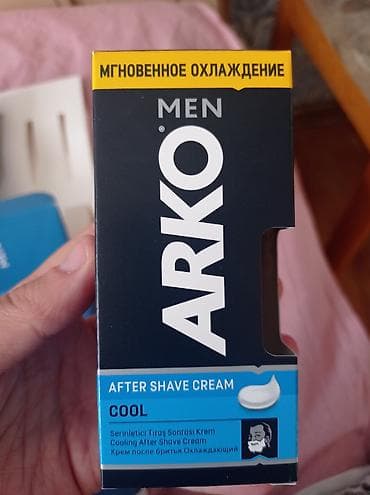 МГНОВЕННОЕ ОХЛАЖДЕНИЕ
MEN
ARKO
AFTER SHAVE CREAM
COOL
Serinletici Tıraş Sonrası Krem
Cooling After Shave Cream
Крем после бритья Охлаждающий